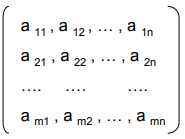 a 11 , a 12 , … , a 1n
a 21 , a 22 , … , a 2n
…. …. ….
a m1 , a m2 , … , a mn